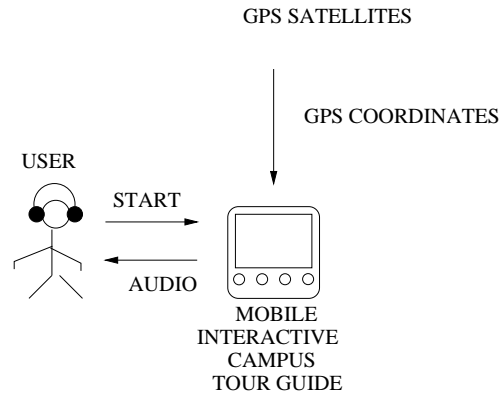 GPS SATELLITES
GPS COORDINATES
USER
START
AUDIO
MOBILE
INTERACTIVE
CAMPUS
TOUR GUIDE